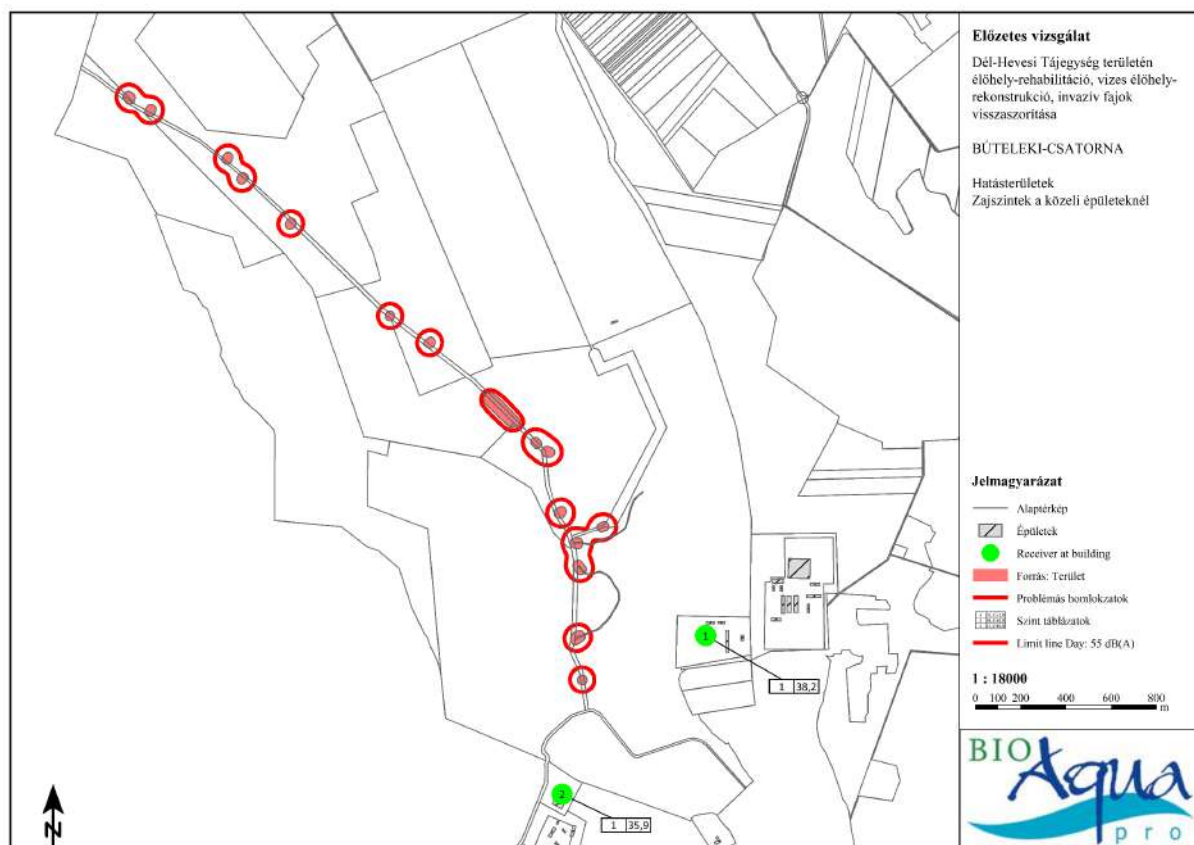 Előzetes vizsgálat
Dél-Hevesi Tájegység területén
élőhely-rehabilitáció, vizes élőhely-
rekonstrukció, invazív fajok
visszaszorítása
BÚTELEKI-CSATORNA
Hatásterületek
Zajszintek a közeli épületeknél
Jelmagyarázat
Alaptérkép
Épületek
Receiver at building
Forrás: Terület
Problémás homlokzatok
Szint táblázatok
Limit line Day: 55 dB(A)
1 : 18000
0 100 200 400 600 800
m
BIO
Aqua
pro
1
1 38,2
2
1 35,9
N